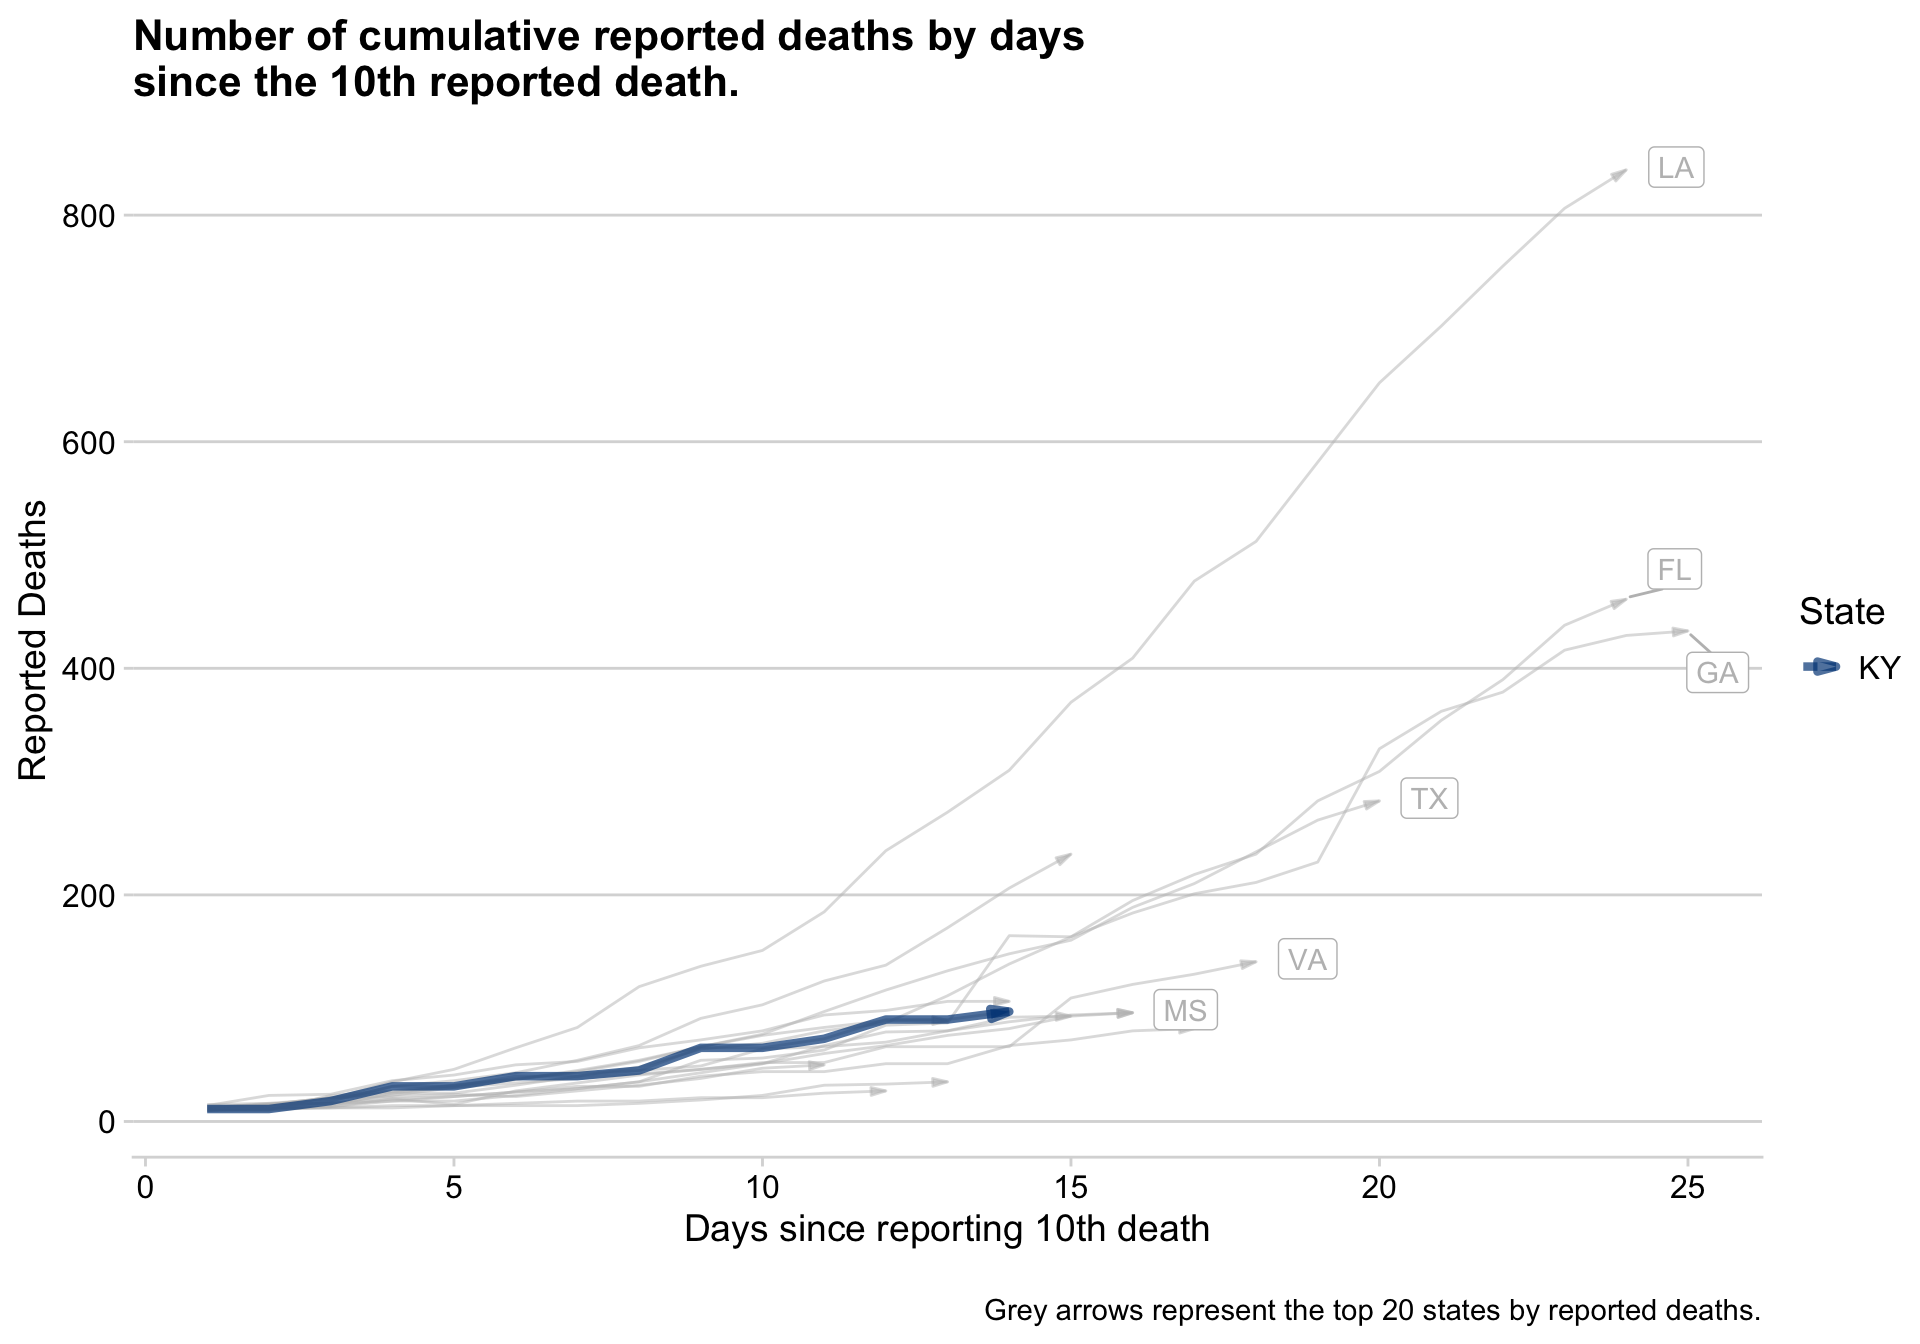 Number of cumulative reported deaths by days
since the 10th reported death.
LA
800
FL
600
State
KY
GA
400
Reported Deaths
TX
200
VA
MS
0
0 5 10 15 20 25
Days since reporting 10th death
Grey arrows represent the top 20 states by reported deaths.